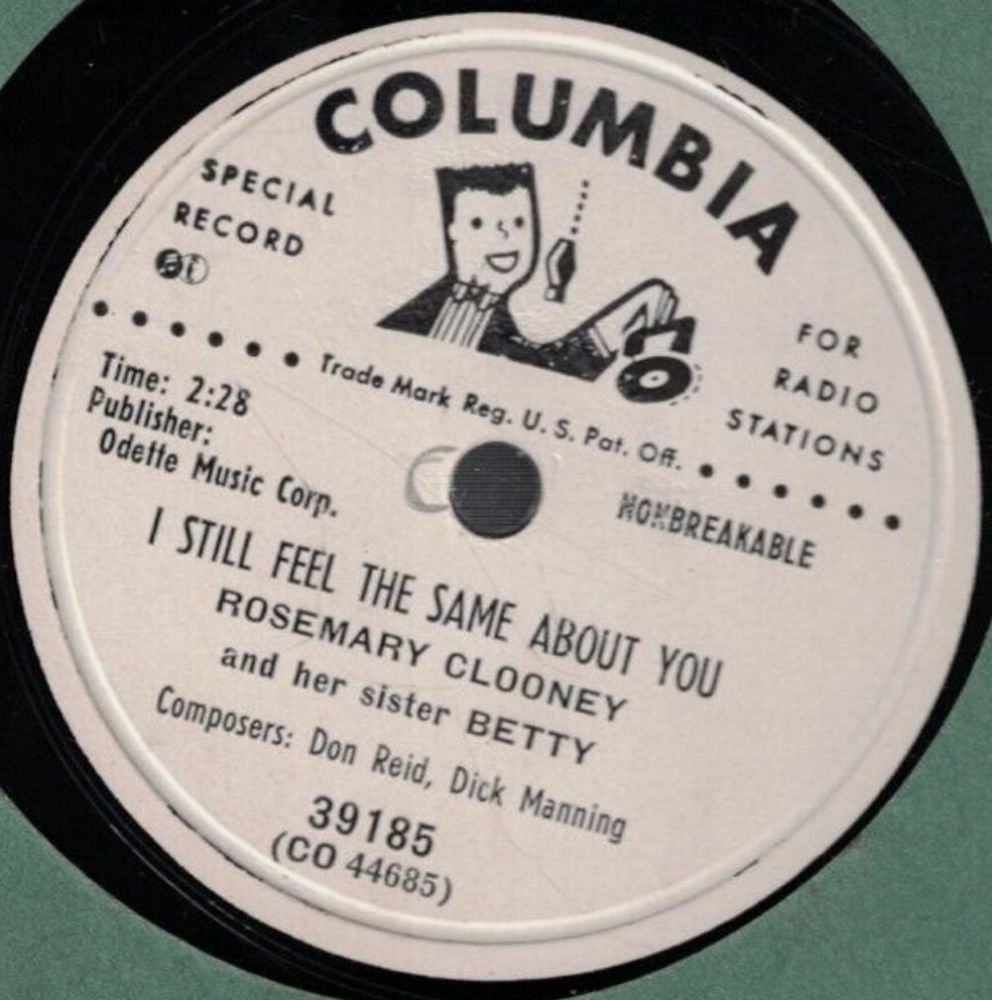 COLUMBIA
SPECIAL
RECORD
FOR
RADIO
STATIONS
Trade Mark Reg. U. S. Pat. Off.
Time: 2:28
Publisher:
Odette Music Corp.
NONBREAKABLE
I STILL FEEL THE SAME ABOUT YOU
ROSEMARY CLOONEY
and her sister BETTY
Composers: Don Reid, Dick Manning
39185
(CO 44685)